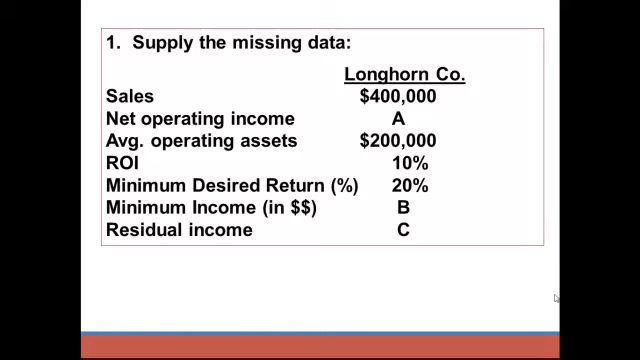 1. Supply the missing data:
Longhorn Co.
Sales $400,000
Net operating income A
Avg. operating assets $200,000
ROI 10%
Minimum Desired Return (%) 20%
Minimum Income (in $$) B
Residual income C